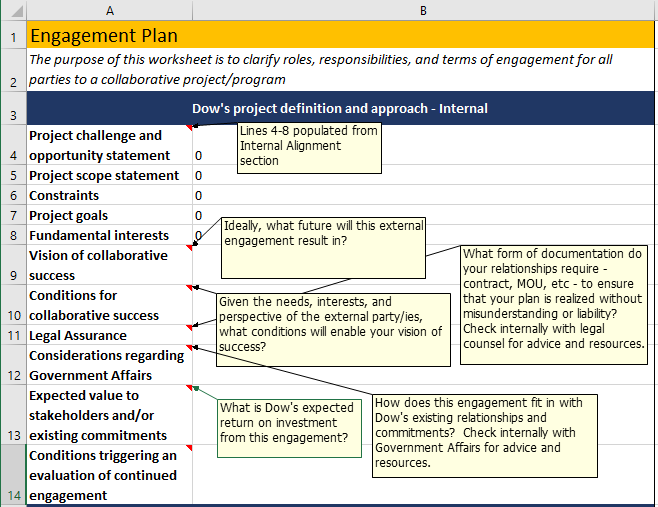 A B
1 Engagement Plan
The purpose of this worksheet is to clarify roles, responsibilities, and terms of engagement for all
2 parties to a collaborative project/program
3 Dow's project definition and approach - Internal
Project challenge and
4 opportunity statement 0
Lines 4-8 populated from
Internal Alignment
section
5 Project scope statement 0
6 Constraints 0
7 Project goals 0
8 Fundamental interests 0
Ideally, what future will this external
engagement result in?
Vision of collaborative
9 success
What form of documentation do
your relationships require -
contract, MOU, etc - to ensure
that your plan is realized without
misunderstanding or liability?
Check internally with legal
counsel for advice and resources.
Conditions for
10 collaborative success
Given the needs, interests, and
perspective of the external party/ies,
what conditions will enable your vision of
success?
11 Legal Assurance
Considerations regarding
12 Government Affairs
Expected value to
stakeholders and/or
13 existing commitments
What is Dow's expected
return on investment
from this engagement?
How does this engagement fit in with
Dow's existing relationships and
commitments? Check internally with
Government Affairs for advice and
resources.
Conditions triggering an
evaluation of continued
14 engagement